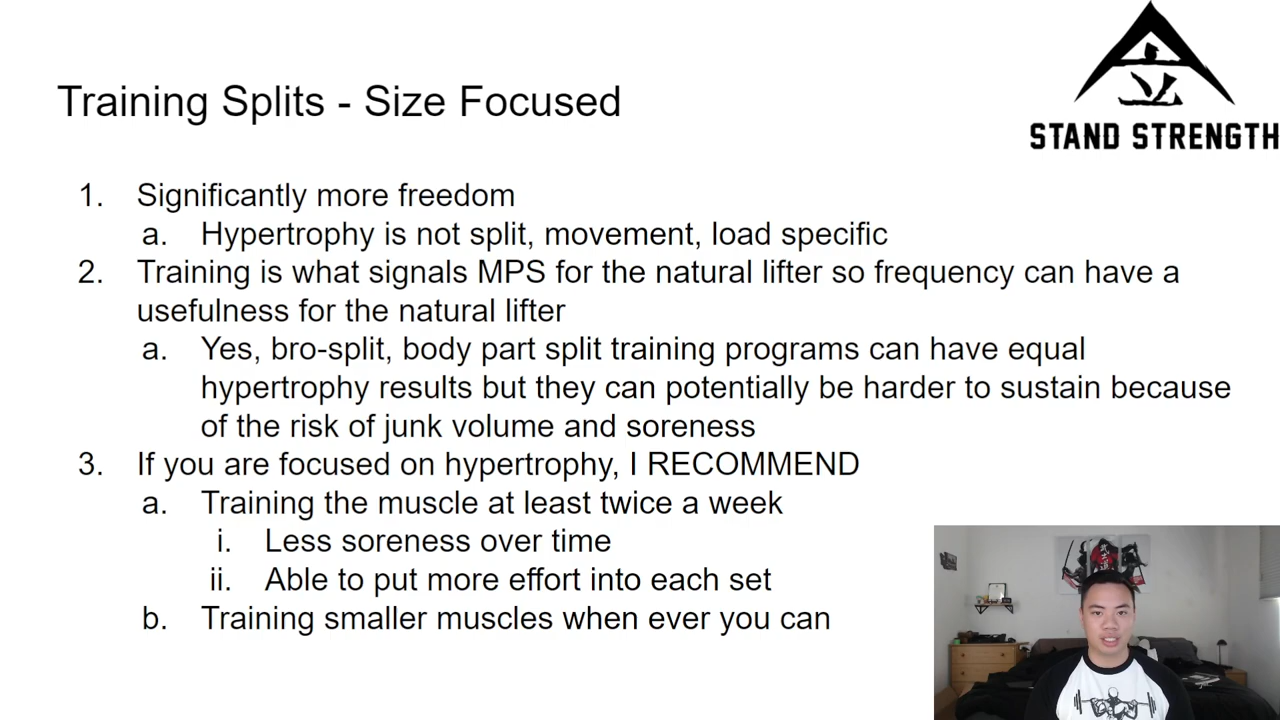 Training Splits - Size Focused
立
STAND STRENGTH
1. Significantly more freedom
a. Hypertrophy is not split, movement, load specific
2. Training is what signals MPS for the natural lifter so frequency can have a
usefulness for the natural lifter
a. Yes, bro-split, body part split training programs can have equal
hypertrophy results but they can potentially be harder to sustain because
of the risk of junk volume and soreness
3. If you are focused on hypertrophy, I RECOMMEND
a. Training the muscle at least twice a week
i. Less soreness over time
ii. Able to put more effort into each set
b. Training smaller muscles when ever you can